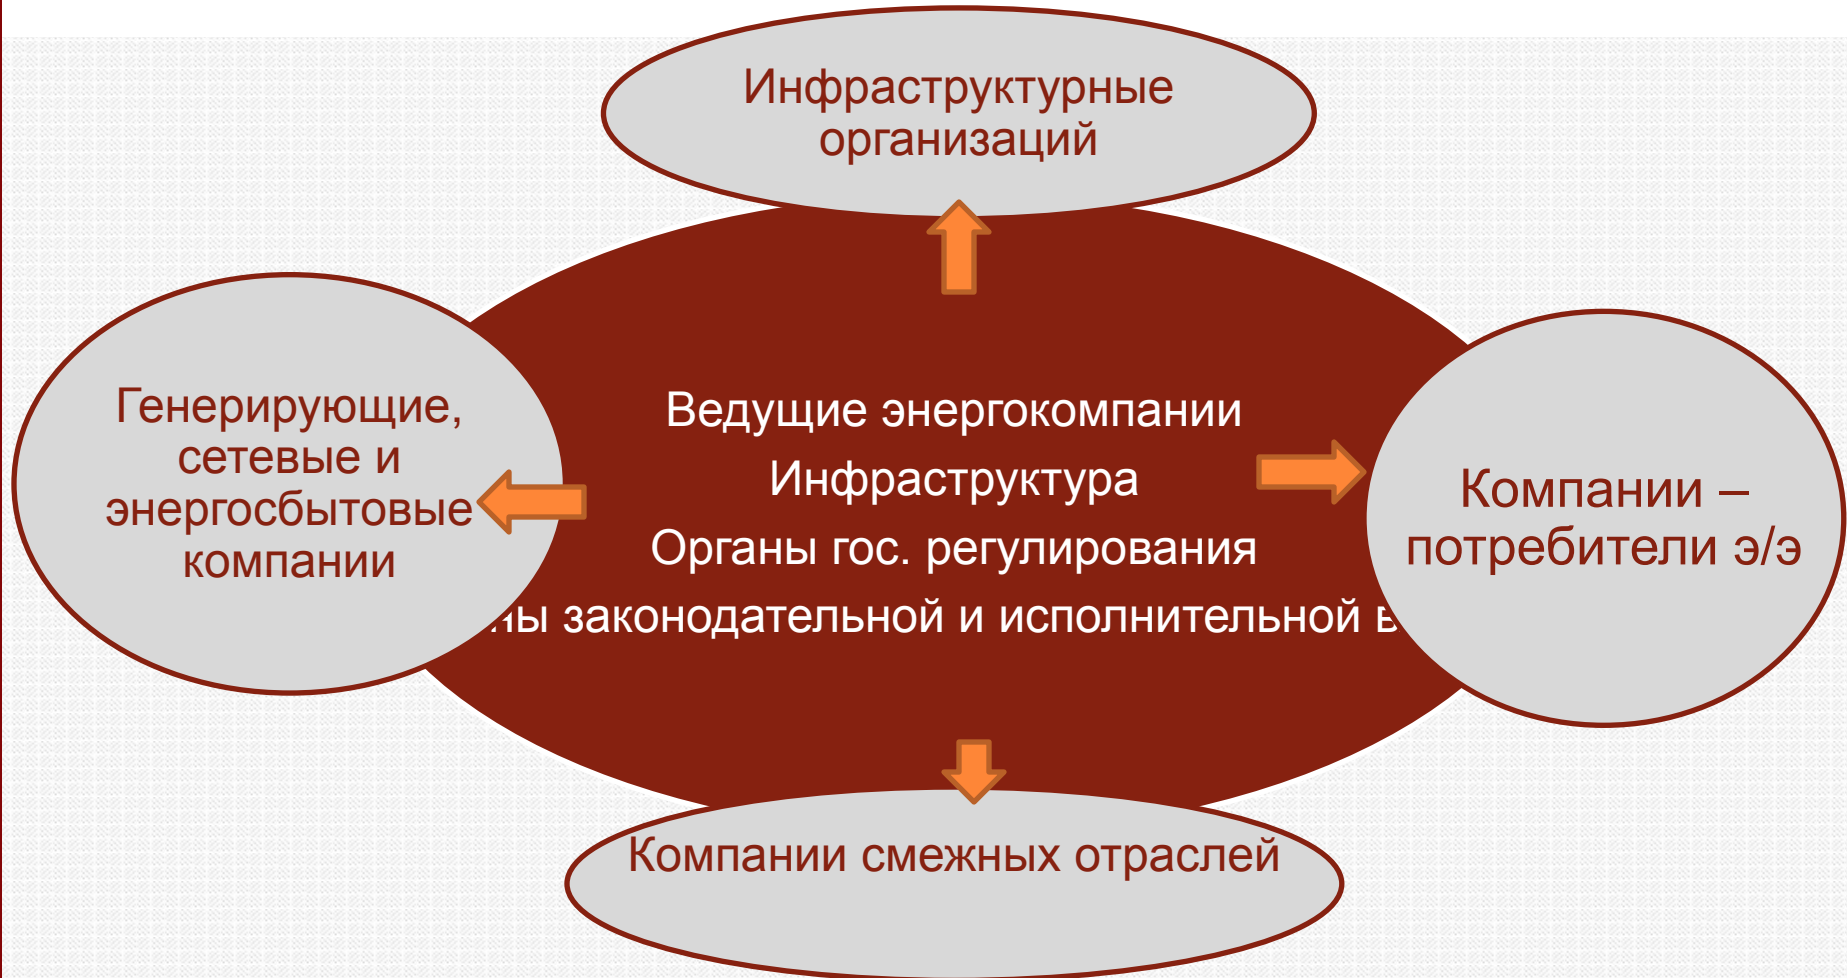 Инфраструктурные
организаций
Генерирующие,
сетевые и
энергосбытовые
компании
Ведущие энергокомпании
Инфраструктура
Органы гос. регулирования
законодательной и исполнительной
Компании –
потребители э/э
Компании смежных отраслей